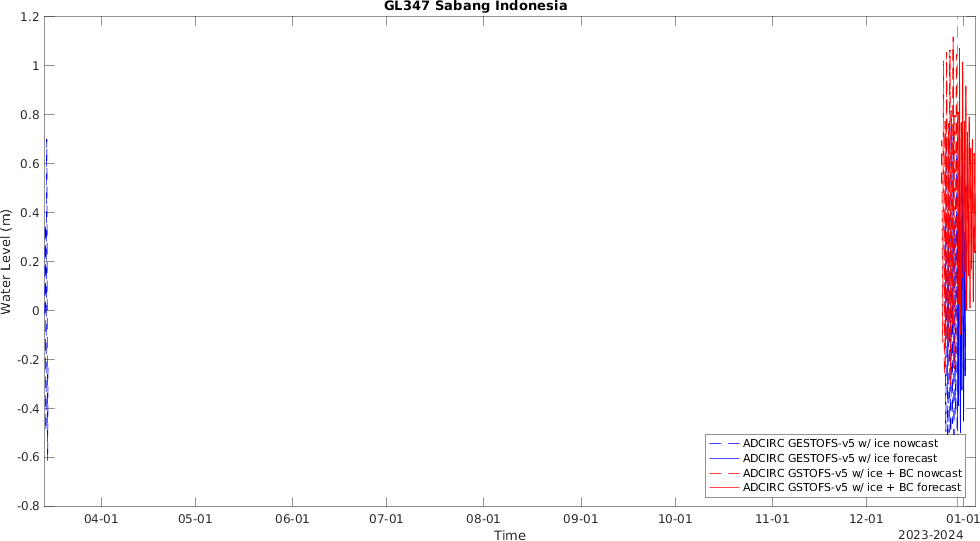 GL347 Sabang Indonesia
1.2
1
0.8
0.6
0.4
0.2
0
-0.2
-0.4
-0.6
-0.8
Water Level (m)
ADCIRC GESTOFS-v5 w/ ice nowcast
ADCIRC GESTOFS-v5 w/ ice forecast
ADCIRC GSTOFS-v5 w/ ice + BC nowcast
ADCIRC GSTOFS-v5 w/ ice + BC forecast
04-01 05-01 06-01 07-01 08-01 09-01 10-01 11-01 12-01 01-01
Time
2023-2024